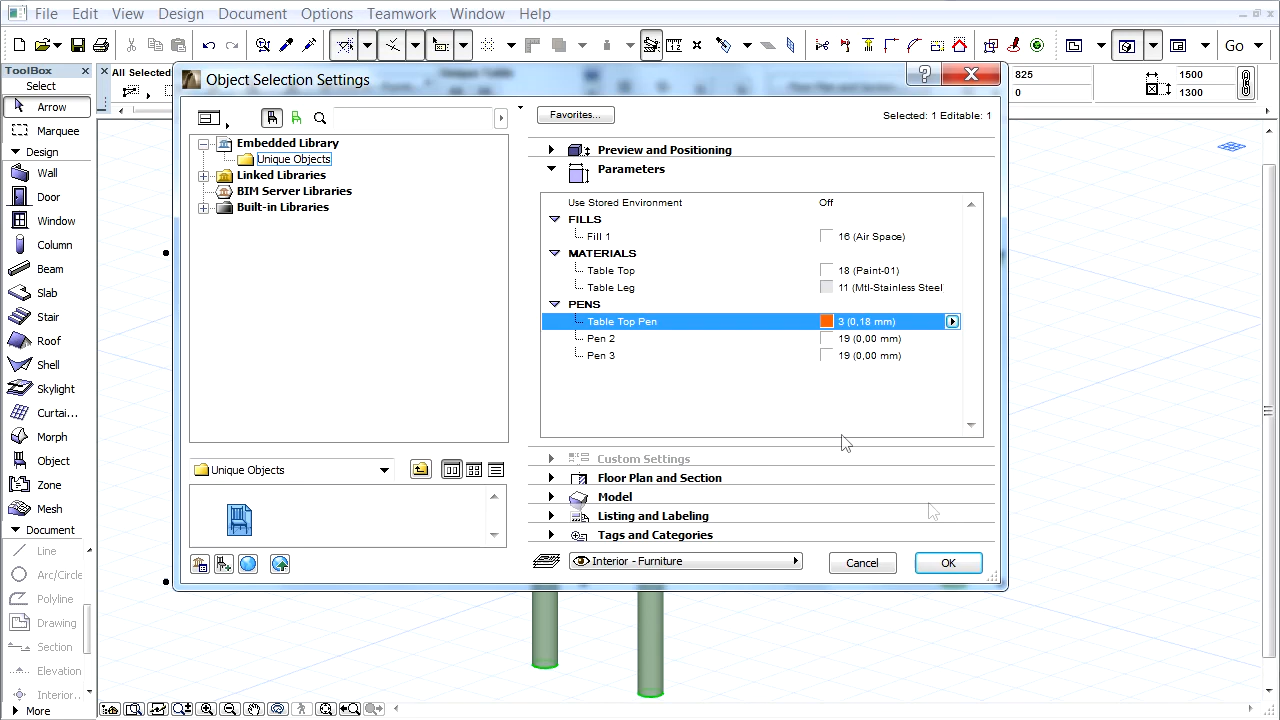 File Edit View Design Document Options Teamwork Window Help
Go
ToolBox
Select
Arrow
Marquee
Design
Wall
Door
Window
Column
Beam
Slab
Stair
Roof
Shell
Skylight
Curtai...
Morph
Object
Zone
Mesh
Document
Line
Arc/Circle
Polyline
Drawing
Section
Elevation
Interior..
More
All Selected
825
0
1500
1300
Object Selection Settings
Embedded Library
Unique Objects
Linked Libraries
BIM Server Libraries
Built-in Libraries
Unique Objects
Favorites...
Selected: 1 Editable: 1
Preview and Positioning
Parameters
Use Stored Environment Off
FILLS
Fill 1 16 (Air Space)
MATERIALS
Table Top 18 (Paint-01)
Table Leg 11 (Mtl-Stainless Steel
PENS
Table Top Pen 3 (0,18 mm)
Pen 2 19 (0,00 mm)
Pen 3 19 (0,00 mm)
Custom Settings
Floor Plan and Section
Model
Listing and Labeling
Tags and Categories
Interior - Furniture
Cancel OK